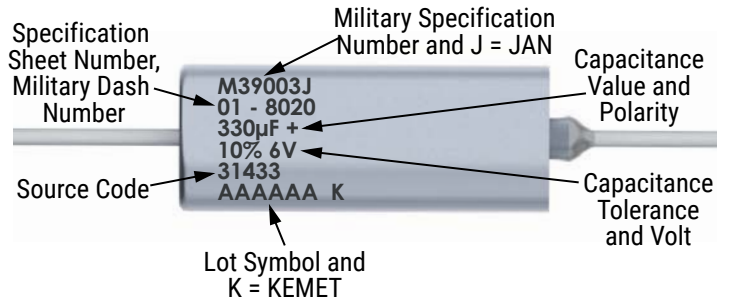 Military Specification
Number and J = JAN
Specification
Sheet Number,
Military Dash
Number
Capacitance
Value and
Polarity
M39003J
01 - 8020
330µF +
10% 6V
31433
AAAAAA K
Source Code
Capacitance
Tolerance
and Volt
Lot Symbol and
K = KEMET